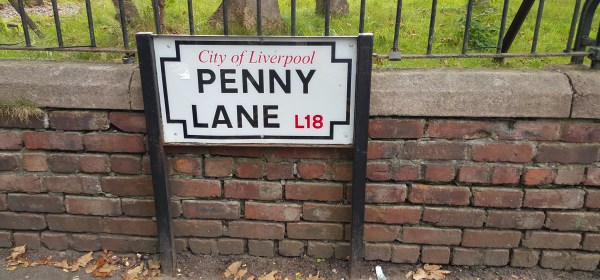 City of Liverpool
PENNY
LANE L18